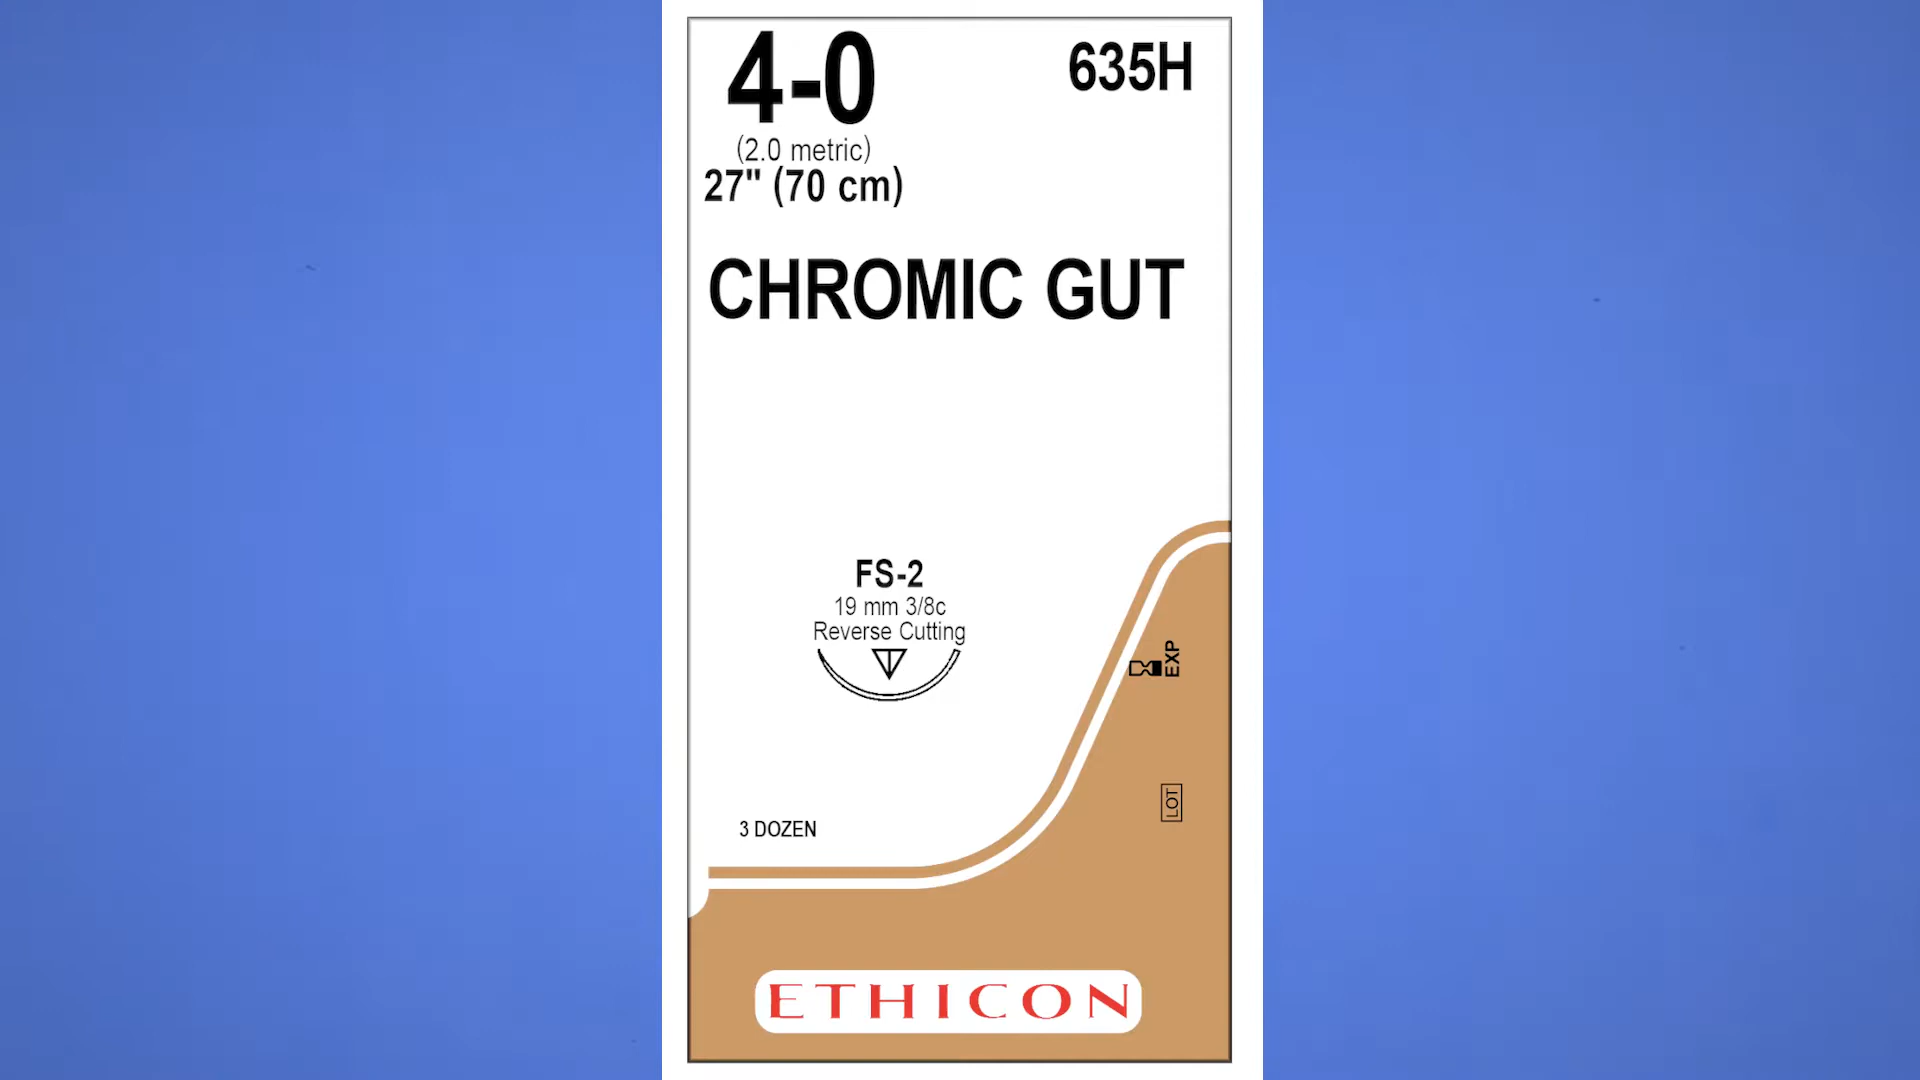 4-0
635H
(2.0 metric)
27" (70 cm)
CHROMIC GUT
FS-2
19 mm 3/8c
Reverse Cutting
EXP
LOT
3 DOZEN
ETHICON